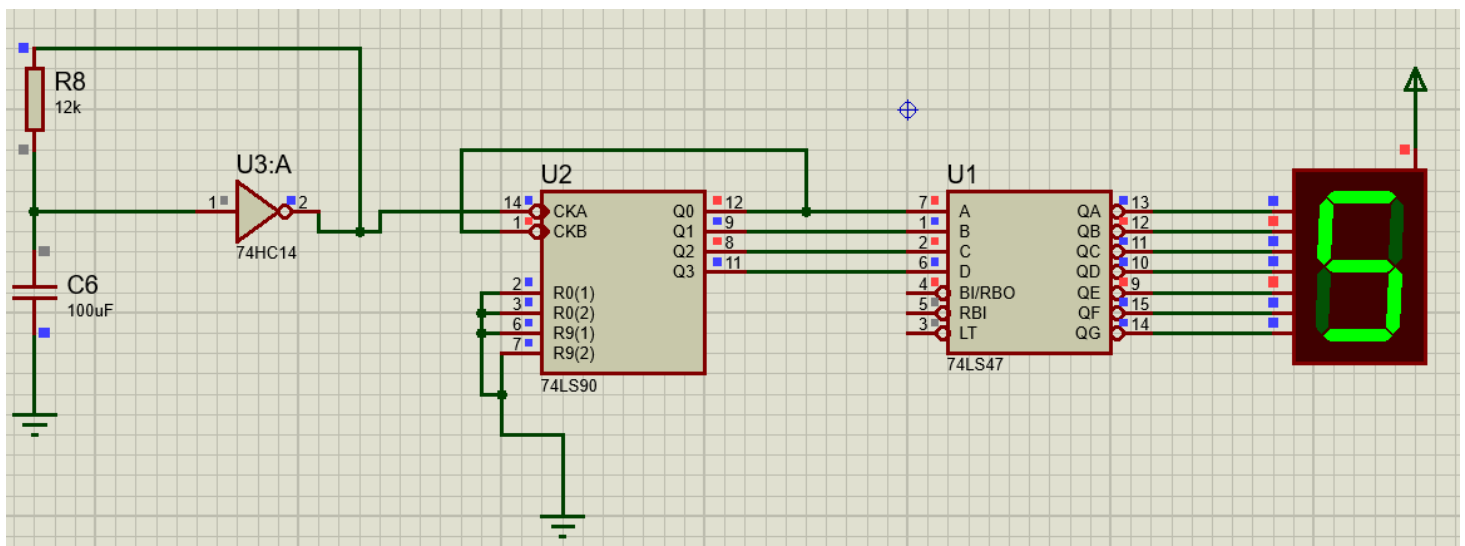 R8
12k
C6
100uF
U3:A
1
2
74HC14
U2
14
CKA
1
CKB
2
R0(1)
3
R0(2)
6
R9(1)
7
R9(2)
Q0
12
Q1
9
Q2
8
Q3
11
74LS90
U1
7
A
1
B
2
C
6
D
4
BI/RBO
5
RBI
3
LT
QA
13
QB
12
QC
11
QD
10
QE
9
QF
15
QG
14
74LS47
5